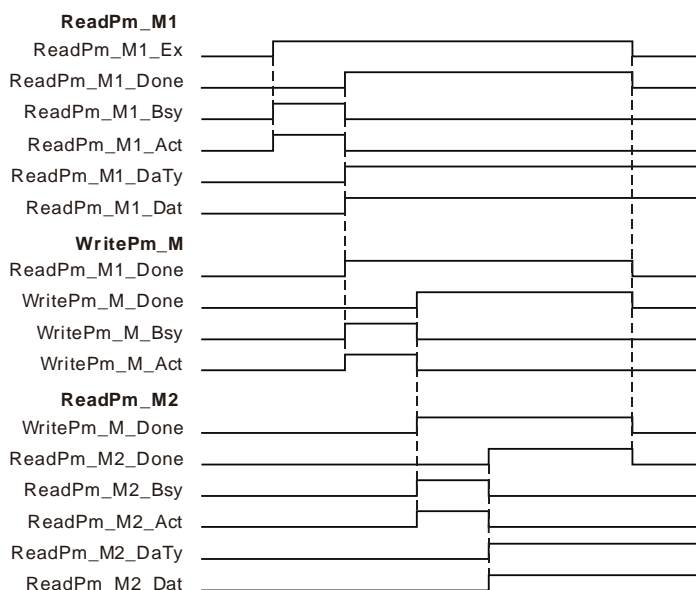 ReadPm_M1
ReadPm_M1_Ex
ReadPm_M1_Done
ReadPm_M1_Bsy
ReadPm_M1_Act
ReadPm_M1_DaTy
ReadPm_M1_Dat
WritePm_M
ReadPm_M1_Done
WritePm_M_Done
WritePm_M_Bsy
WritePm_M_Act
ReadPm_M2
WritePm_M_Done
ReadPm_M2_Done
ReadPm_M2_Bsy
ReadPm_M2_Act
ReadPm_M2_DaTy
ReadPm_M2_Dat